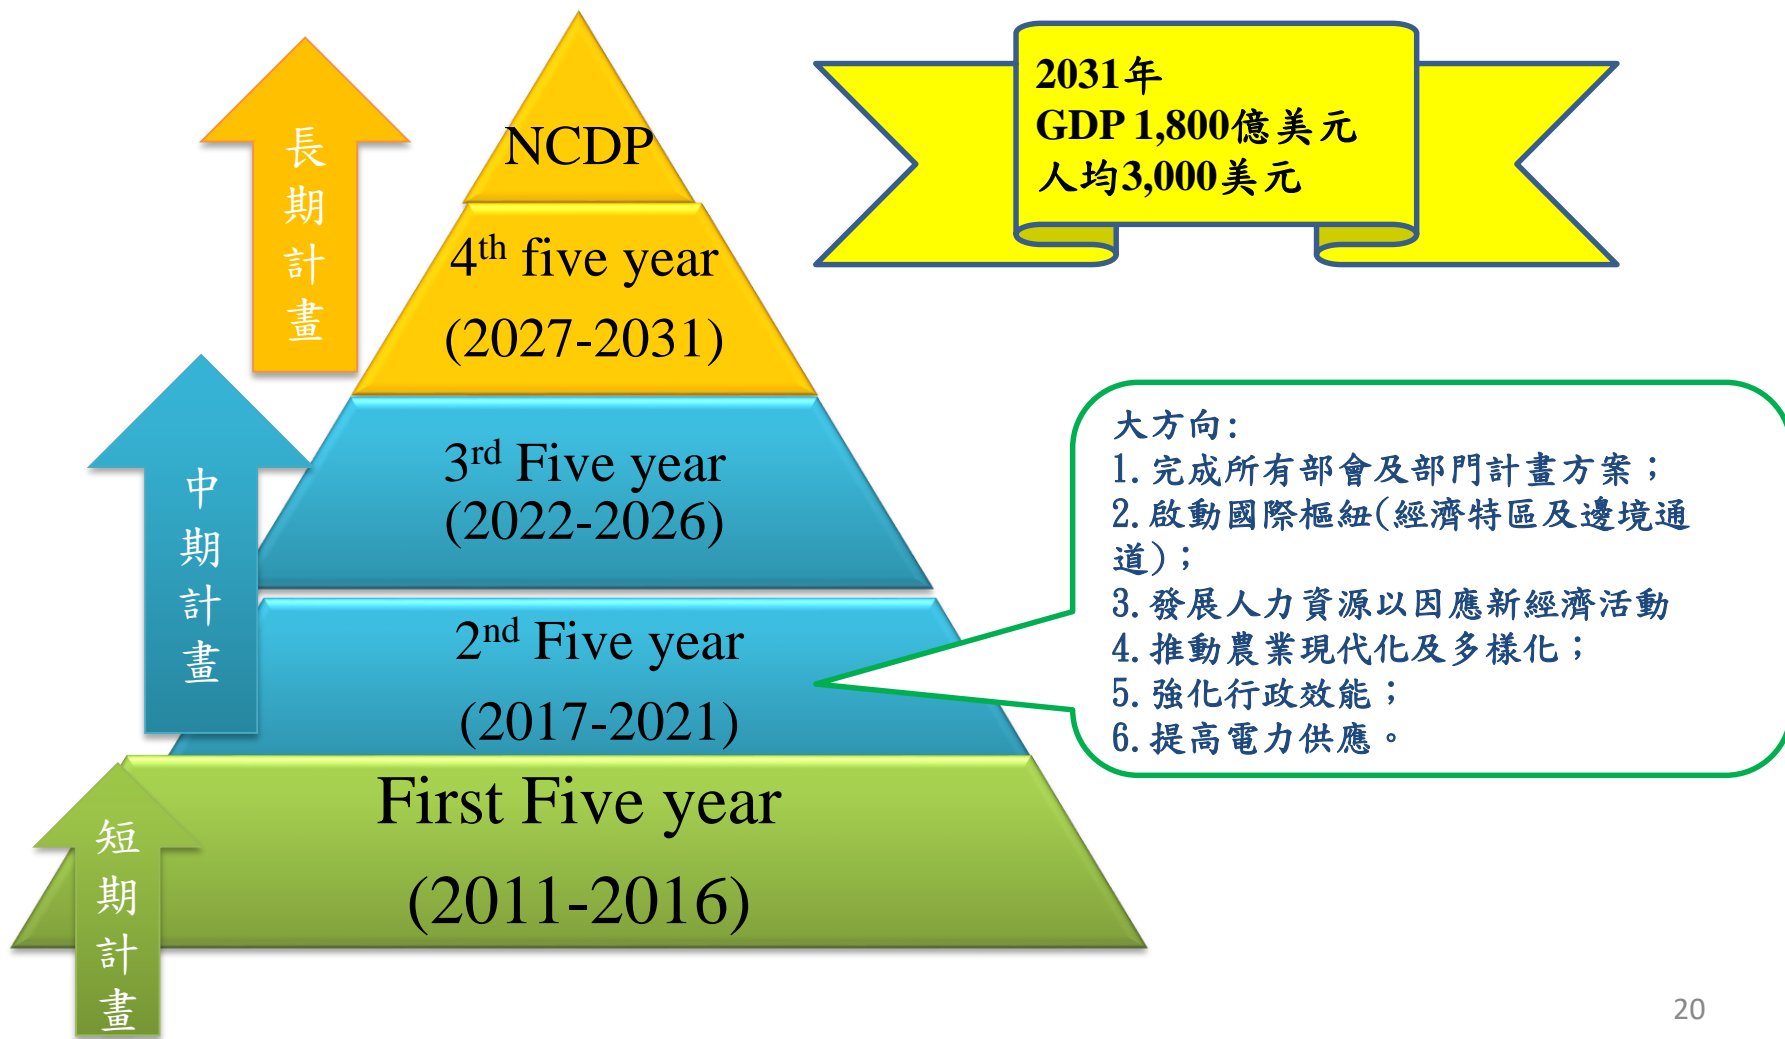 2031年
GDP 1,800億美元
人均3,000美元
長期計畫
NCDP
4th five year
(2027-2031)
中期計畫
3rd Five year
(2022-2026)
2nd Five year
(2017-2021)
大方向:
1.完成所有部會及部門計畫方案；
2.啟動國際樞紐(經濟特區及邊境通
道)；
3.發展人力資源以因應新經濟活動
4.推動農業現代化及多樣化；
5.強化行政效能；
6.提高電力供應。
短期計畫
First Five year
(2011-2016)
20